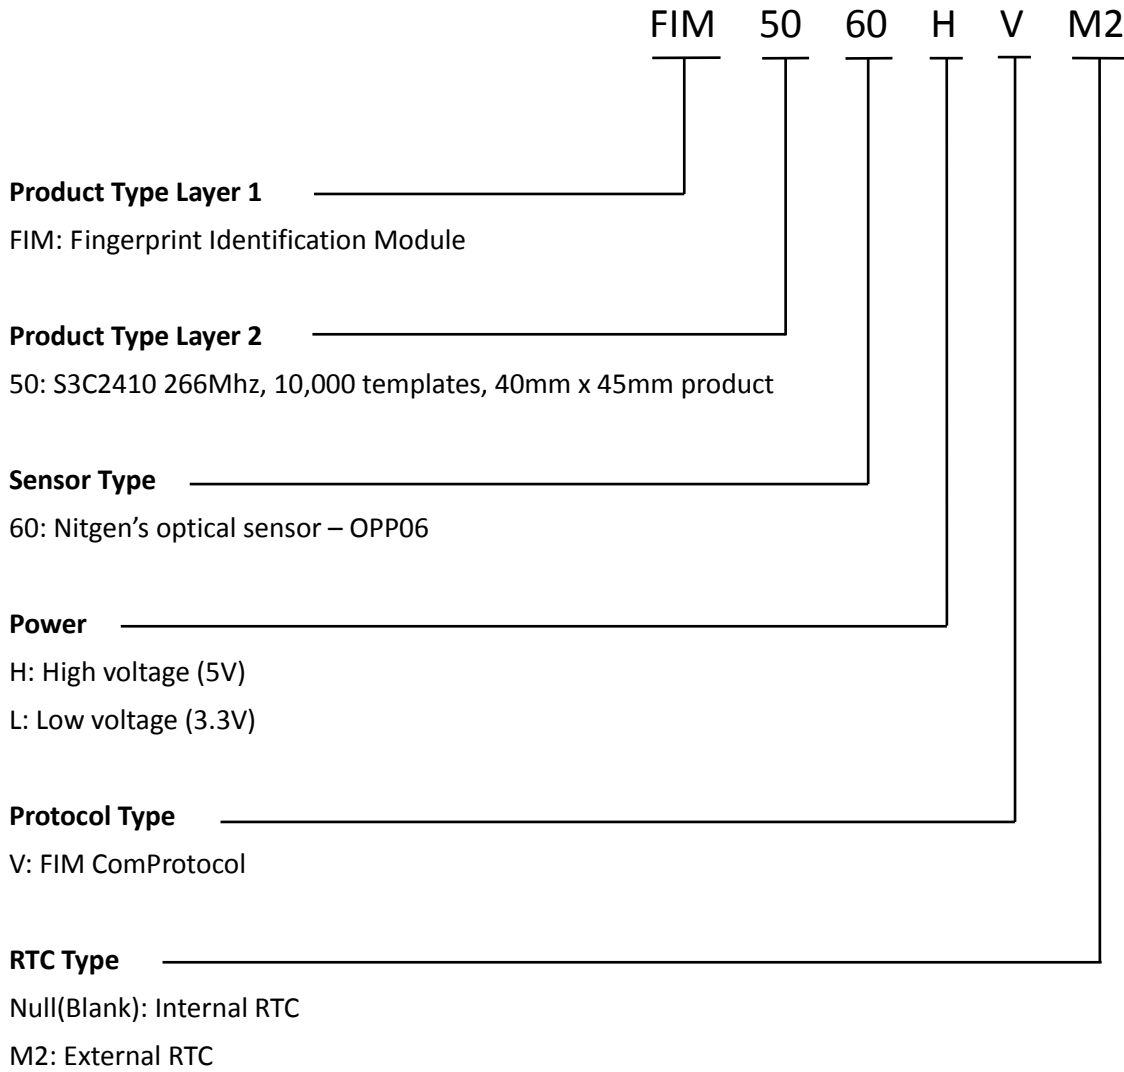 FIM 50 60 H V M2
Product Type Layer 1
FIM: Fingerprint Identification Module
Product Type Layer 2
50: S3C2410 266Mhz, 10,000 templates, 40mm x 45mm product
Sensor Type
60: Nitgen’s optical sensor – OPP06
Power
H: High voltage (5V)
L: Low voltage (3.3V)
Protocol Type
V: FIM ComProtocol
RTC Type
Null(Blank): Internal RTC
M2: External RTC